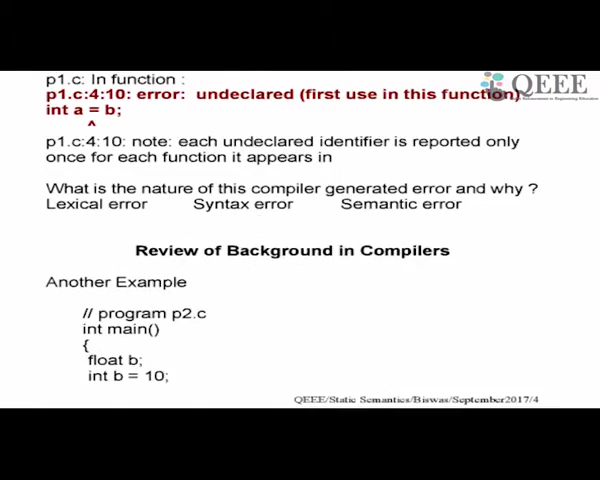 QEEE
p1.c: In function :
p1.c:4:10: error: undeclared (first use in this function)
int a = b;
^
p1.c:4:10: note: each undeclared identifier is reported only
once for each function it appears in
What is the nature of this compiler generated error and why ?
Lexical error Syntax error Semantic error
Review of Background in Compilers
Another Example
// program p2.c
int main()
{
float b;
int b = 10;
QEEE/Static Semantics/Biswas/September2017/4